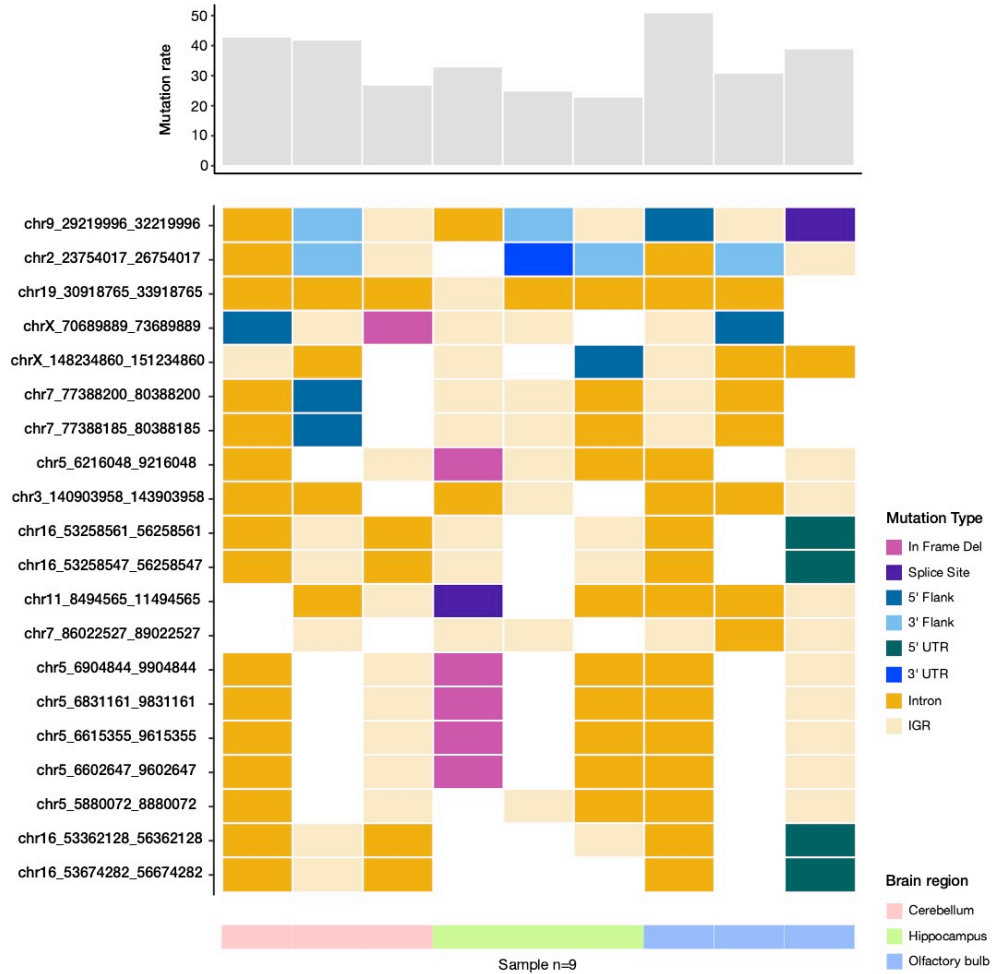 Mutation rate
50
40
30
20
10
0
chr9_29219996_32219996
chr2_23754017_26754017
chr19_30918765_33918765
chrX_70689889_73689889
chrX_148234860_151234860
chr7_77388200_80388200
chr7_77388185_80388185
chr5_6216048_9216048
chr3_140903958_143903958
chr16_53258561_56258561
chr16_53258547_56258547
chr11_8494565_11494565
chr7_86022527_89022527
chr5_6904844_9904844
chr5_6831161_9831161
chr5_6615355_9615355
chr5_6602647_9602647
chr5_5880072_8880072
chr16_53362128_56362128
chr16_53674282_56674282
Sample n=9
Mutation Type
In Frame Del
Splice Site
5' Flank
3' Flank
5' UTR
3' UTR
Intron
IGR
Brain region
Cerebellum
Hippocampus
Olfactory bulb